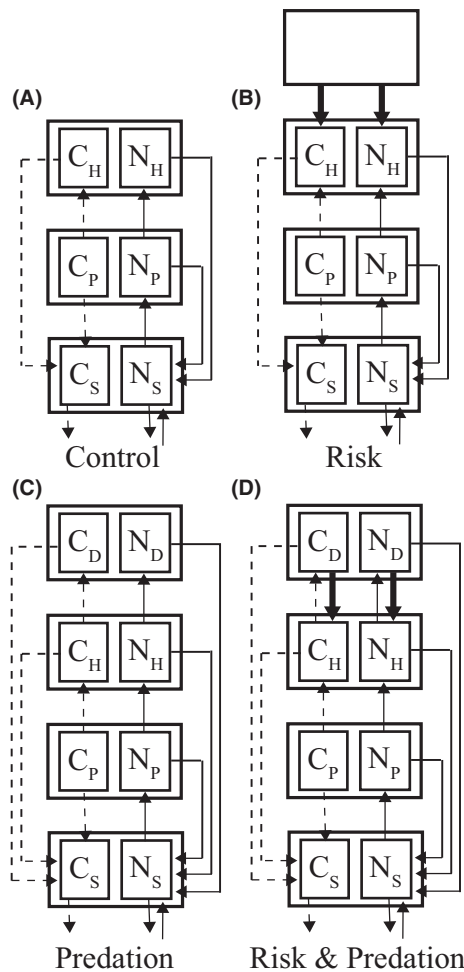 (A)
C_H N_H
C_P N_P
C_S N_S
Control
(B)
C_H N_H
C_P N_P
C_S N_S
Risk
(C)
C_D N_D
C_H N_H
C_P N_P
C_S N_S
Predation
(D)
C_D N_D
C_H N_H
C_P N_P
C_S N_S
Risk & Predation